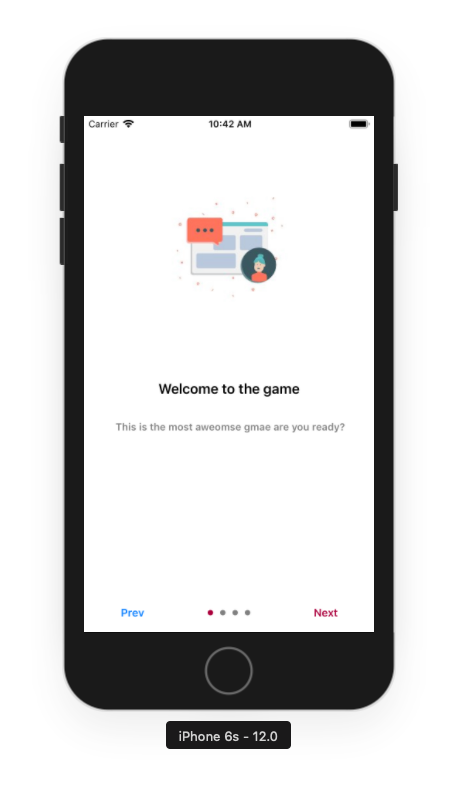 Carrier 10:42 AM
Welcome to the game
This is the most aweomse gmae are you ready?
Prev Next
iPhone 6s - 12.0